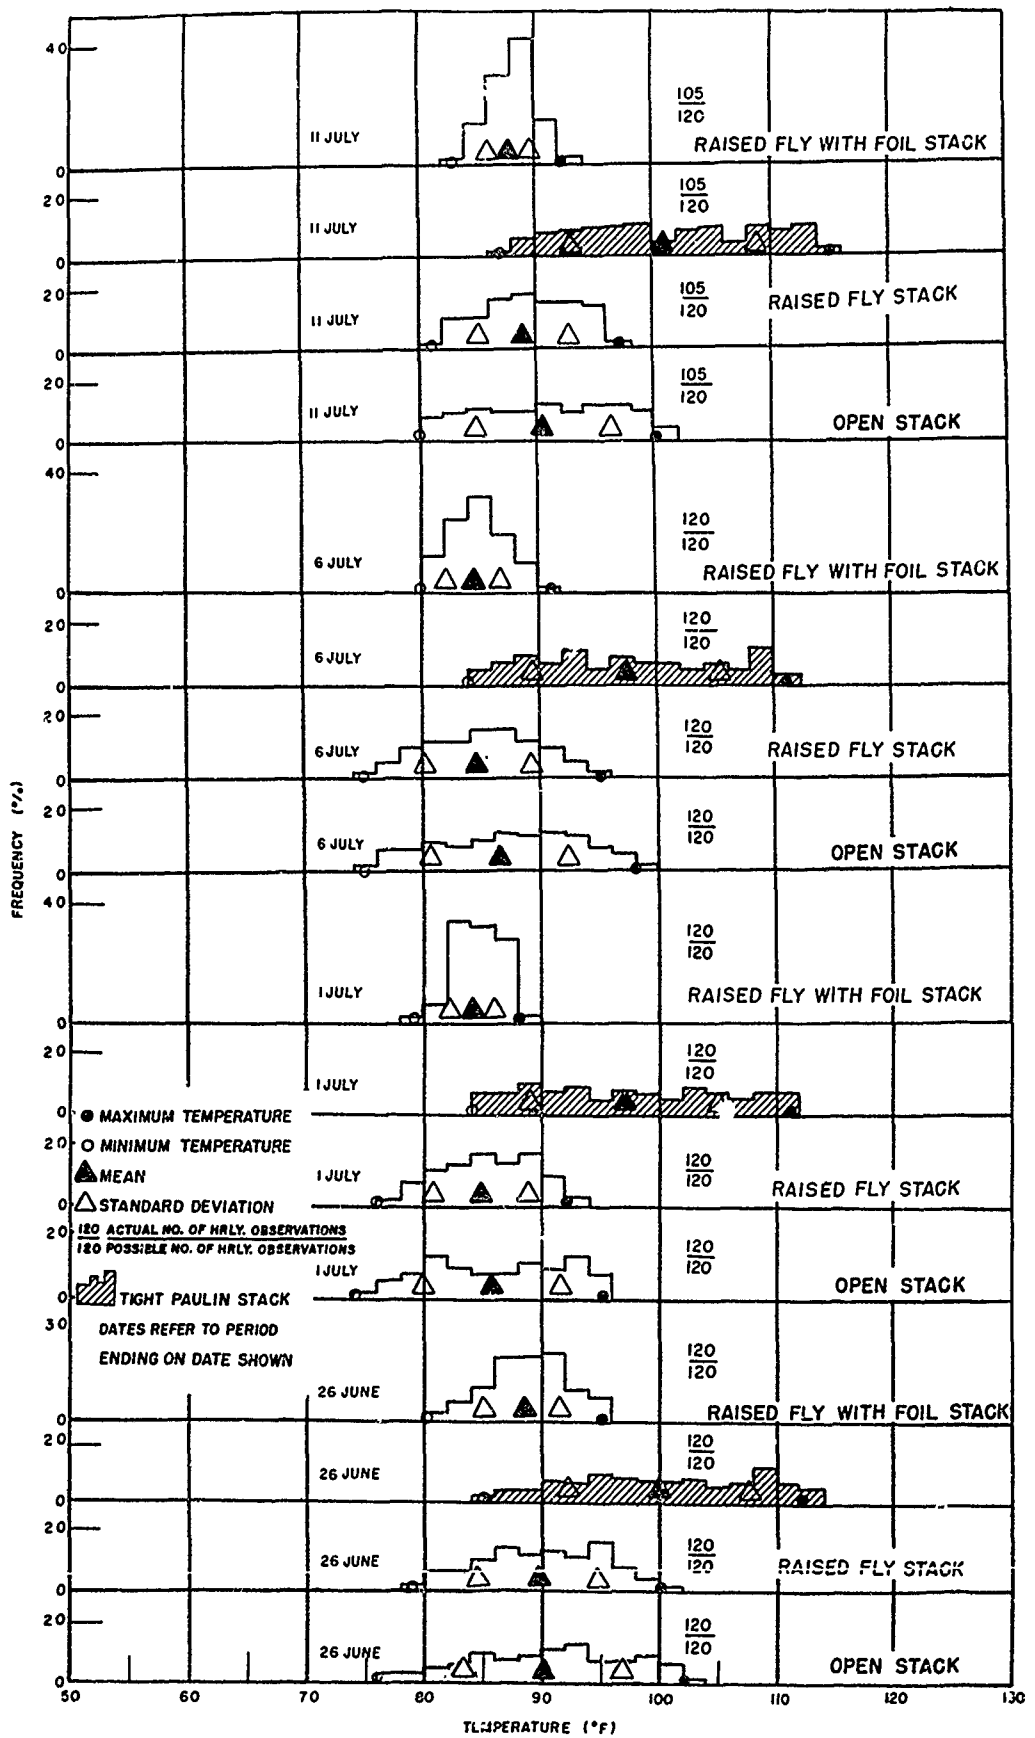 40
11 JULY
105
120
RAISED FLY WITH FOIL STACK
0
20
11 JULY
105
120
0
20
11 JULY
105
120
RAISED FLY STACK
0
20
11 JULY
105
120
OPEN STACK
0
40
6 JULY
120
120
RAISED FLY WITH FOIL STACK
0
20
6 JULY
120
120
0
20
6 JULY
120
120
RAISED FLY STACK
0
20
6 JULY
120
120
OPEN STACK
0
40
1 JULY
120
120
RAISED FLY WITH FOIL STACK
0
20
1 JULY
120
120
0
20
1 JULY
120
120
RAISED FLY STACK
0
20
1 JULY
120
120
OPEN STACK
0
30
26 JUNE
120
120
RAISED FLY WITH FOIL STACK
0
20
26 JUNE
120
120
0
20
26 JUNE
120
120
RAISED FLY STACK
0
20
26 JUNE
120
120
OPEN STACK
0
FREQUENCY (%)
MAXIMUM TEMPERATURE
MINIMUM TEMPERATURE
MEAN
STANDARD DEVIATION
120 ACTUAL NO. OF HRLY. OBSERVATIONS
120 POSSIBLE NO. OF HRLY. OBSERVATIONS
TIGHT PAULIN STACK
DATES REFER TO PERIOD
ENDING ON DATE SHOWN
50 60 70 80 90 100 110 120 130
TEMPERATURE (°F)